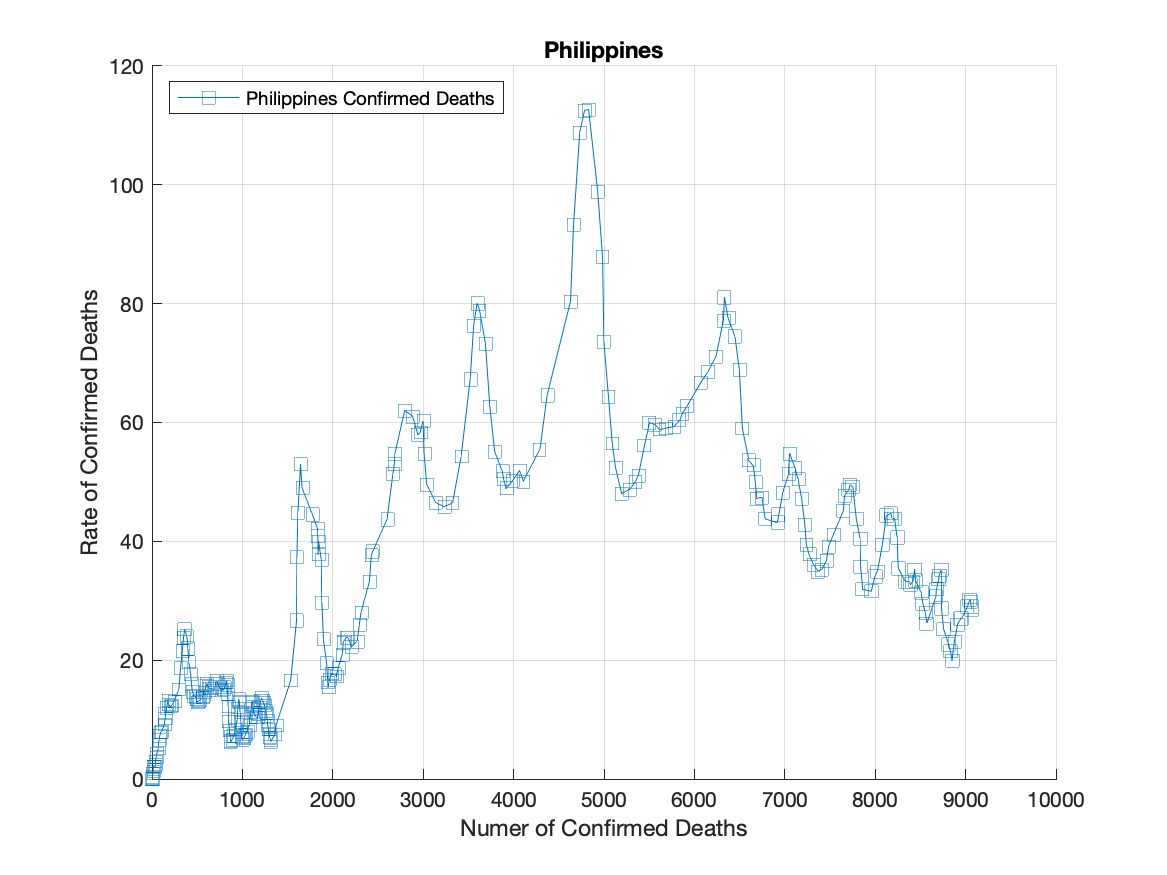 Philippines
Philippines Confirmed Deaths
120
100
80
60
40
20
0
Rate of Confirmed Deaths
0 1000 2000 3000 4000 5000 6000 7000 8000 9000 10000
Numer of Confirmed Deaths